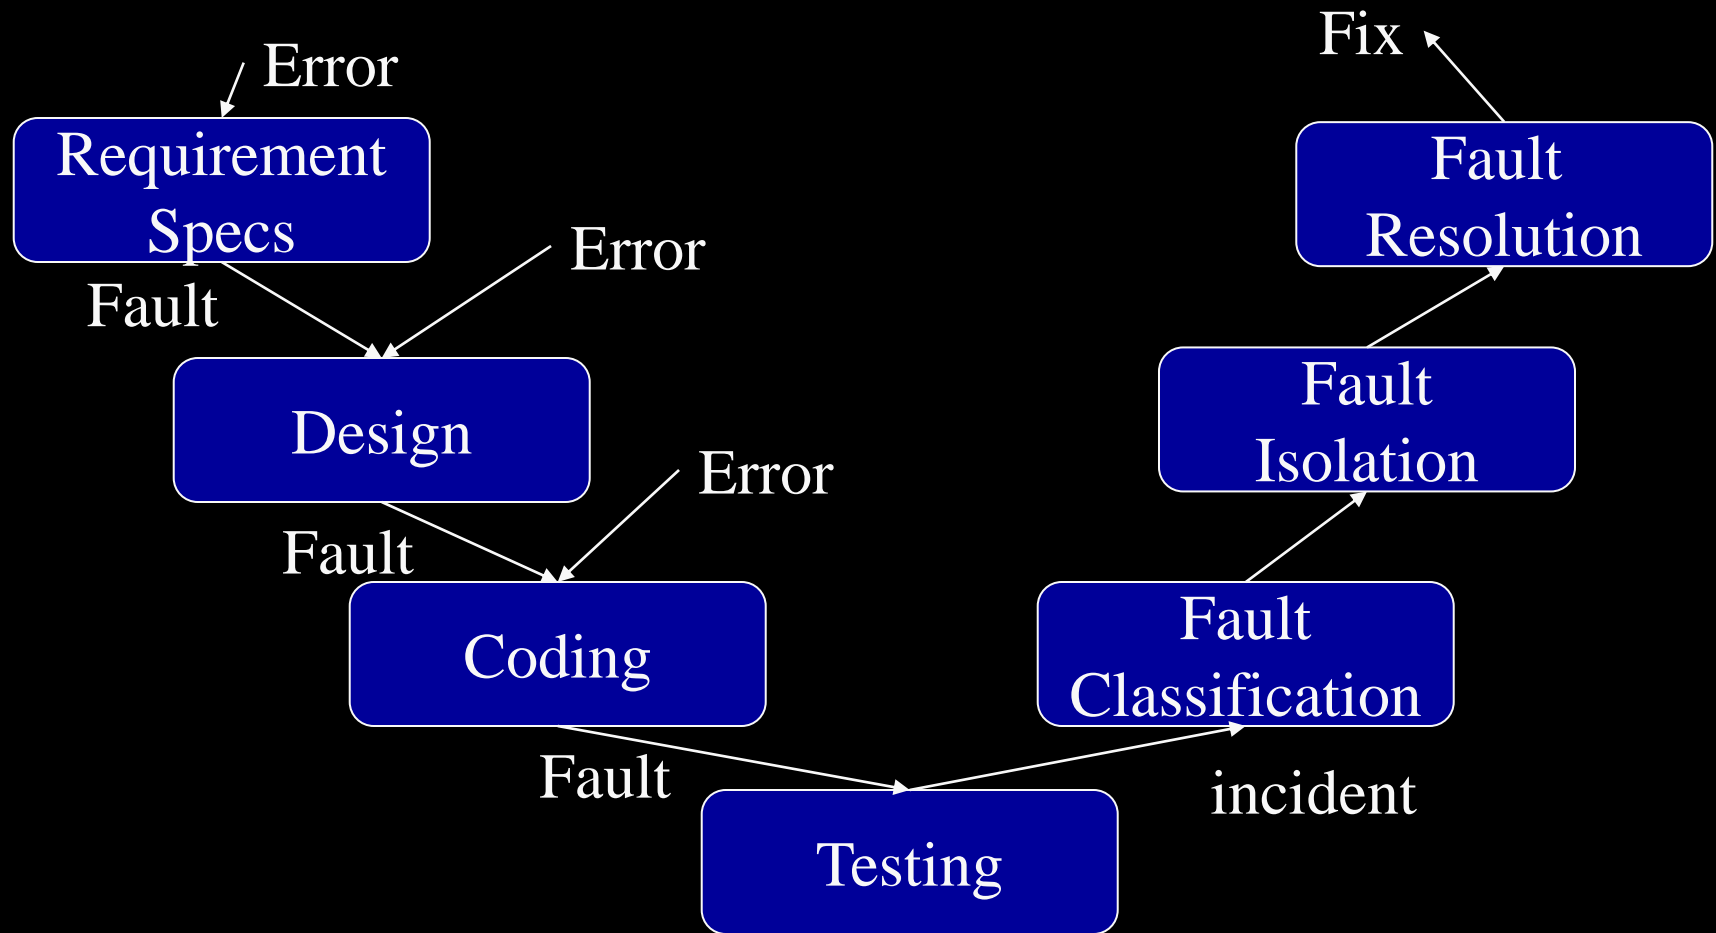 Error
Requirement
Specs
Fault
Error
Design
Fault
Error
Coding
Fault
Testing
incident
Fault
Classification
Fault
Isolation
Fault
Resolution
Fix